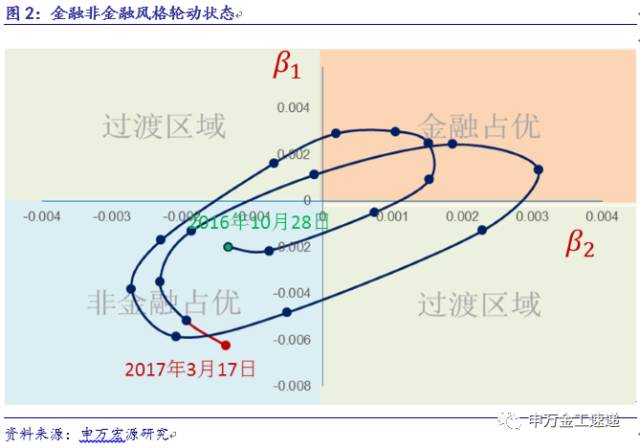 图 2：金融非金融风格轮动状态
β1
过渡区域
金融占优
0.004
0.002
0
-0.004
-0.003
-0.002
-0.001
0
0.001
0.002
0.003
0.004
2016年10月28日
-0.002
β2
非金融占优
-0.004
过渡区域
-0.006
2017年3月17日
-0.008
资料来源：申万宏源研究
申万金工速递